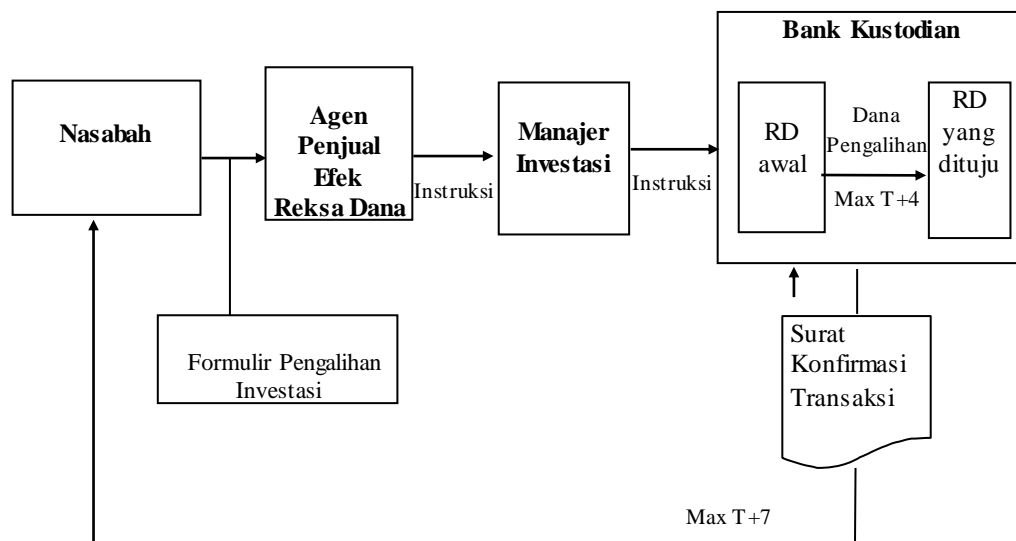 Bank Kustodian
Nasabah
Agen
Penjual
Efek
Reksa Dana
Instruksi
Manajer
Investasi
Instruksi
RD
awal
Dana
Pengalihan
Max T+4
RD
yang
dituju
Formulir Pengalihan
Investasi
Surat
Konfirmasi
Transaksi
Max T+7